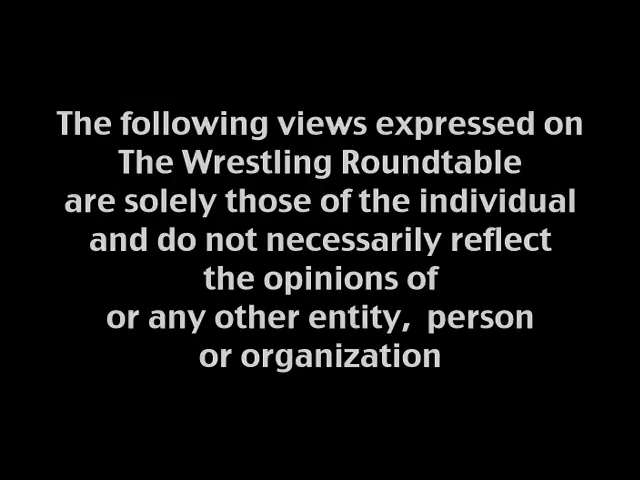 The following views expressed on
The Wrestling Roundtable
are solely those of the individual
and do not necessarily reflect
the opinions of
or any other entity,  person
or organization